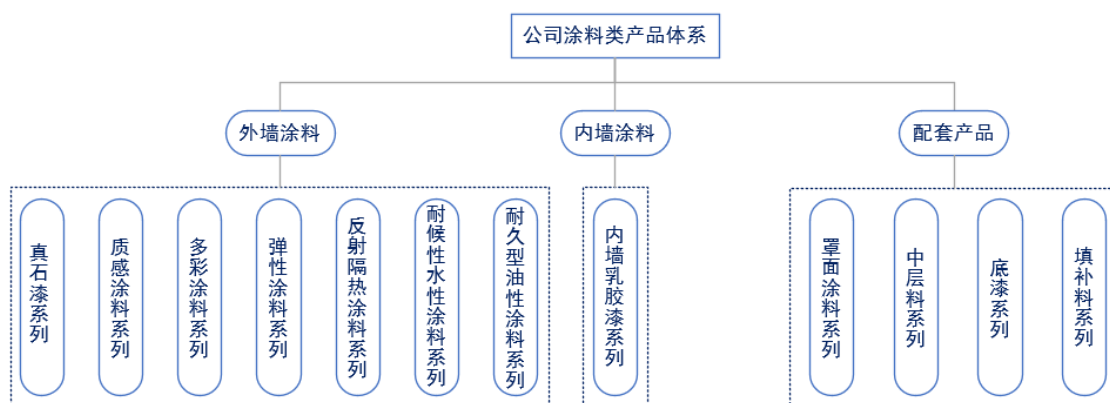 公司涂料类产品体系
外墙涂料
内墙涂料
配套产品
真石漆系列
质感涂料系列
多彩涂料系列
弹性涂料系列
反射隔热涂料系列
耐候性水性涂料系列
耐久型油性涂料系列
内墙乳胶漆系列
罩面涂料系列
中层料系列
底漆系列
填补料系列